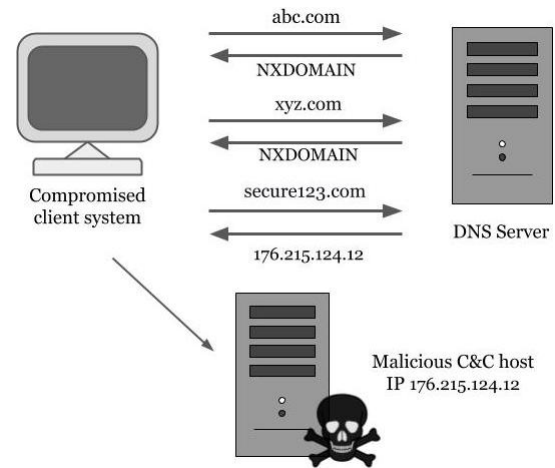 abc.com
NXDOMAIN
xyz.com
NXDOMAIN
secure123.com
176.215.124.12
Compromised
client system
DNS Server
Malicious C&C host
IP 176.215.124.12